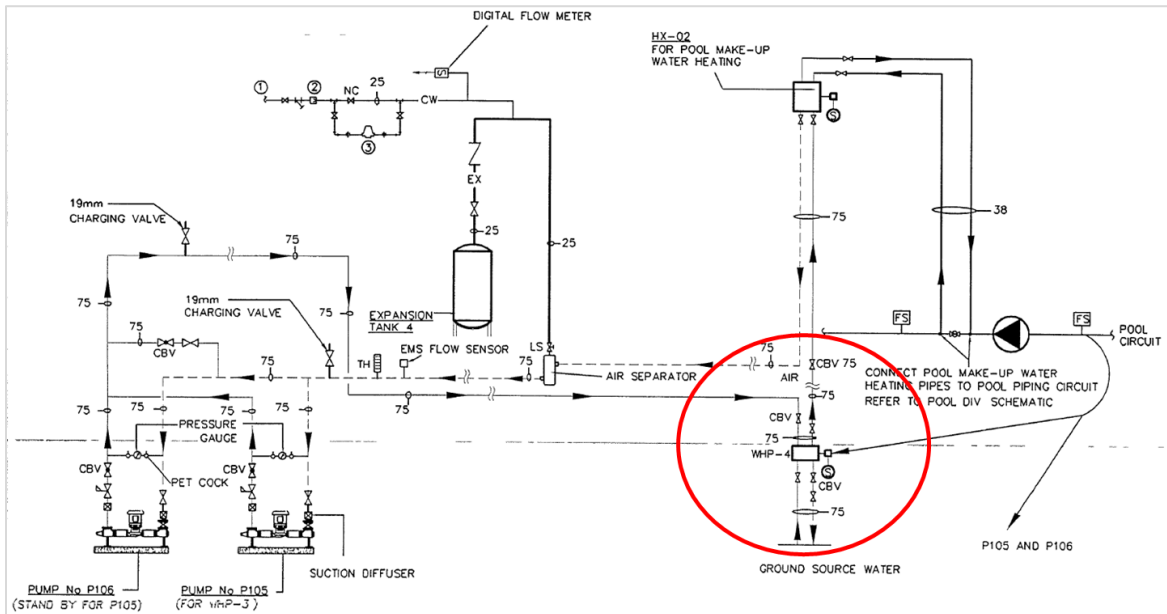 DIGITAL FLOW METER
HX-02
FOR POOL MAKE-UP
WATER HEATING
1
2
NC
25
CW
3
S
S
EX
75
38
19mm
CHARGING VALVE
25
25
75
75
19mm
CHARGING VALVE
EXPANSION
TANK 4
FS
FS
POOL
CIRCUIT
75
75
CBV
75
TH
EMS FLOW SENSOR
LS
75
AIR SEPARATOR
75
AIR
CBV 75
CONNECT POOL MAKE-UP WATER
HEATING PIPES TO POOL PIPING CIRCUIT
REFER TO POOL DIV SCHEMATIC
75
75
75
75
75
75
CBV
PRESSURE
GAUGE
75
WHP-4
S
CBV
CBV
PET COCK
CBV
75
SUCTION DIFFUSER
P105 AND P106
GROUND SOURCE WATER
PUMP No P106
(STAND BY FOR P105)
PUMP No P105
(FOR WHP-3)